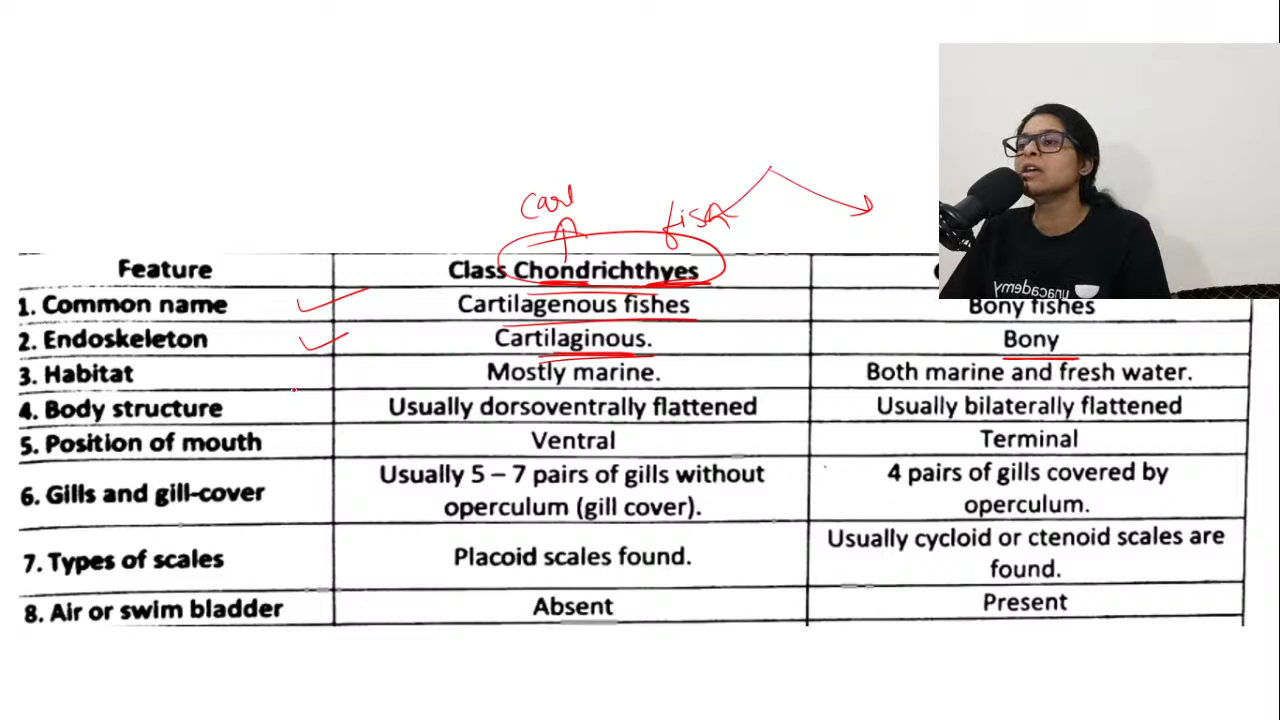 Carl
fish
Feature Class Chondrichthyes
1. Common name Cartilagenous fishes Bony fishes
2. Endoskeleton Cartilaginous. Bony
3. Habitat Mostly marine. Both marine and fresh water.
4. Body structure Usually dorsoventrally flattened Usually bilaterally flattened
5. Position of mouth Ventral Terminal
6. Gills and gill-cover Usually 5 – 7 pairs of gills without operculum (gill cover). 4 pairs of gills covered by operculum.
7. Types of scales Placoid scales found. Usually cycloid or ctenoid scales are found.
8. Air or swim bladder Absent Present
unacademy